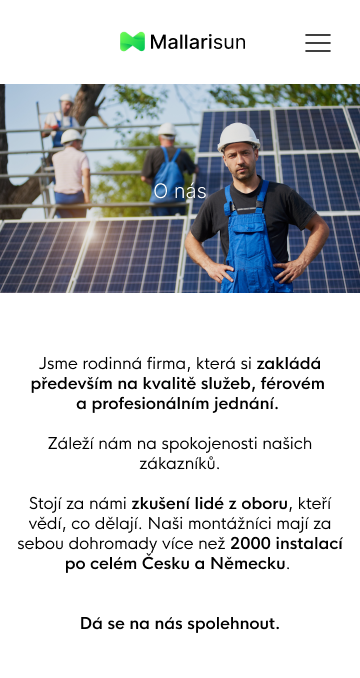 Mallarisun
O nás
Jsme rodinná firma, která si zakládá
především na kvalitě služeb, férovém
a profesionálním jednání.
Záleží nám na spokojenosti našich
zákazníků.
Stojí za námi zkušení lidé z oboru, kteří
vědí, co dělají. Naši montážníci mají za
sebou dohromady více než 2000 instalací
po celém Česku a Německu.
Dá se na nás spolehnout.